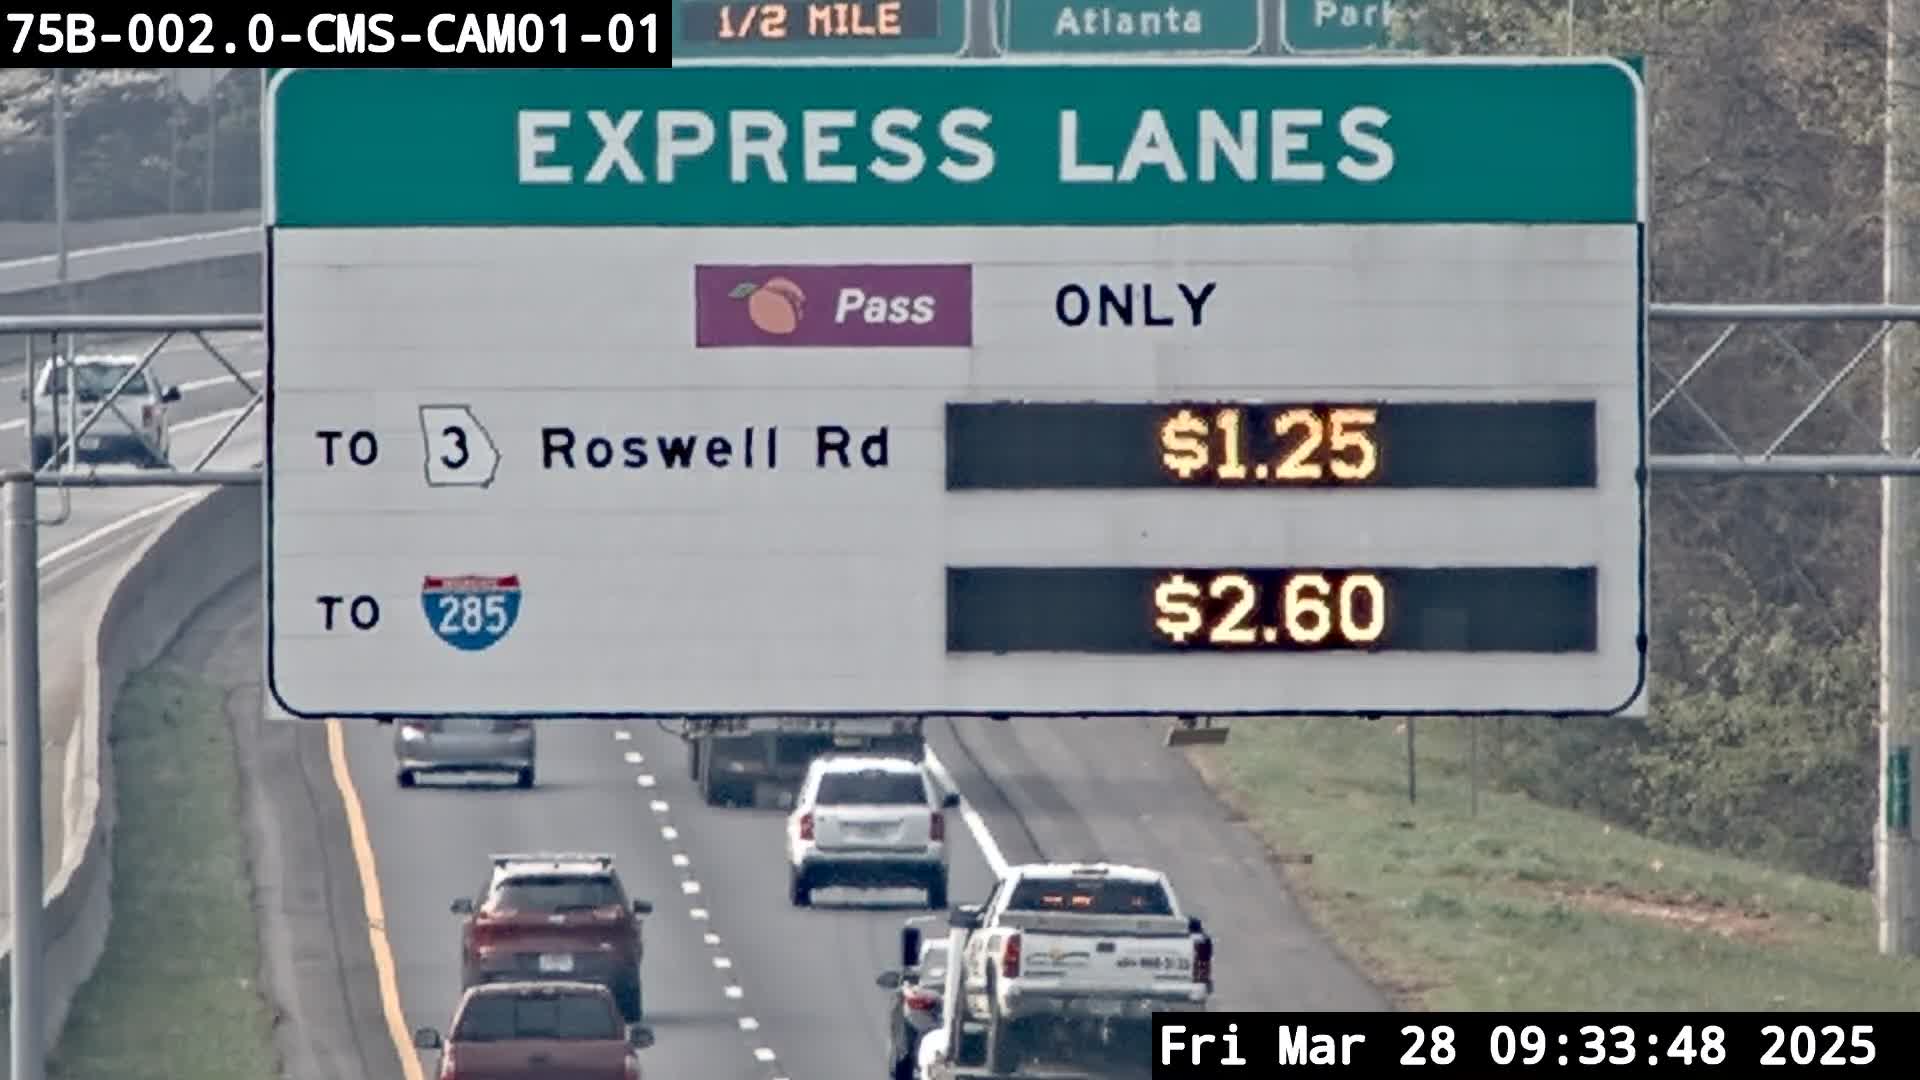 75B-002.0-CMS-CAM01-01
1/2 MILE
Atlanta
EXPRESS LANES
Pass ONLY
TO 3 Roswell Rd $1.25
TO 285 $2.60
Fri Mar 28 09:33:48 2025